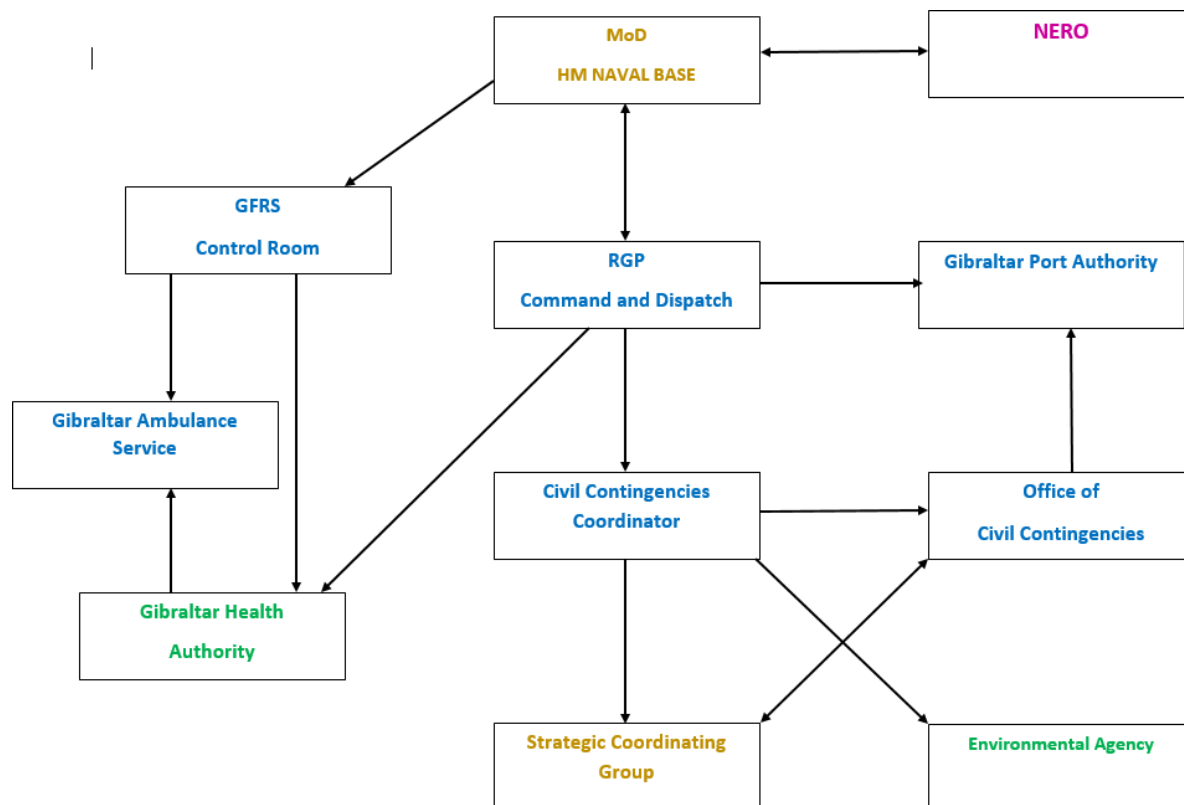 MoD
HM NAVAL BASE
NERO
GFRS
Control Room
RGP
Command and Dispatch
Gibraltar Port Authority
Gibraltar Ambulance
Service
Civil Contingencies
Coordinator
Office of
Civil Contingencies
Gibraltar Health
Authority
Strategic Coordinating
Group
Environmental Agency